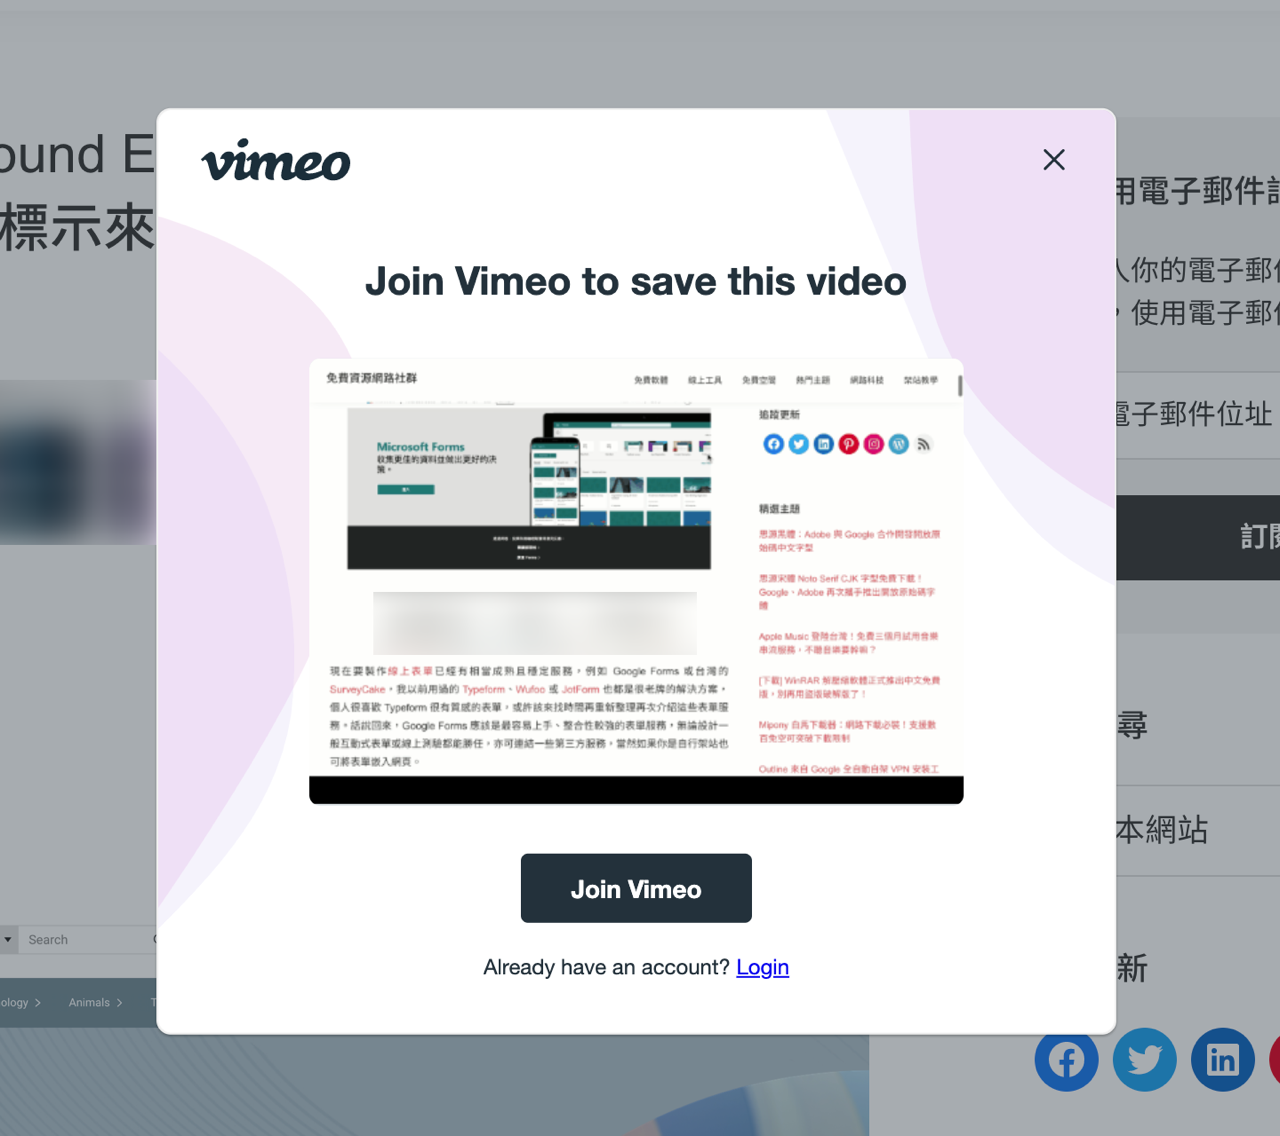 ound E
標示來
vimeo
Join Vimeo to save this video
免費資源網路社群
免費軟體 線上工具 免費空間 熱門主題 網路科技 架站教學
Microsoft Forms
收集更佳的資料並做出更好的決
策。
追蹤更新
精選主題
思源黑體：Adobe 與 Google 合作開發開放原
始碼中文字型
思源宋體 Noto Serif CJK 字型免費下載！
Google、Adobe 再次攜手推出開放原始碼字
體
Apple Music 登陸台灣！免費三個月試用音樂
串流服務，不聽音樂要幹嘛？
[下載] WinRAR 解壓縮軟體正式推出中文免費
版，別再用盜版破解版了！
Mipony 白馬下載器：網路下載必裝！支援數
百免空可突破下載限制
Outline 來自 Google 全自動自架 VPN 安裝工
現在要製作線上表單已經有相當成熟且穩定服務，例如 Google Forms 或台灣的
SurveyCake，我以前用過的 Typeform、Wufoo 或 JotForm 也都是很老牌的解決方案，
個人很喜歡 Typeform 很有質感的表單，或許該來找時間再重新整理再次介紹這些表單服
務。話說回來，Google Forms 應該是最容易上手、整合性較強的表單服務，無論設計一
般互動式表單或線上測驗都能勝任，亦可連結一些第三方服務，當然如果你是自行架站也
可將表單嵌入網頁。
Join Vimeo
Already have an account? Login
用電子郵件訂
人你的電子郵件
，使用電子郵件
電子郵件位址
訂閱
尋
本網站
新
Search
ology
Animals
T